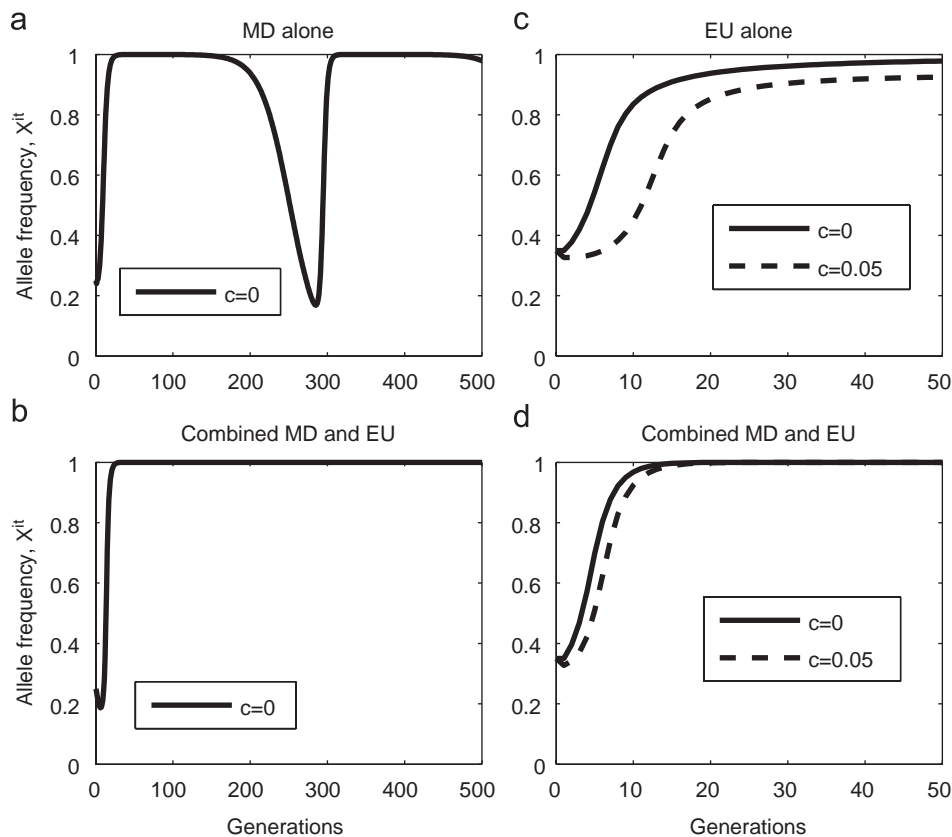 a
MD alone
Allele frequency, X^it
1
0.8
0.6
0.4
0.2
0
c=0
0 100 200 300 400 500
c
EU alone
1
0.8
0.6
0.4
0.2
0
c=0
c=0.05
0 10 20 30 40 50
b
Combined MD and EU
Allele frequency, X^it
1
0.8
0.6
0.4
0.2
0
c=0
0 100 200 300 400 500
Generations
d
Combined MD and EU
1
0.8
0.6
0.4
0.2
0
c=0
c=0.05
0 10 20 30 40 50
Generations